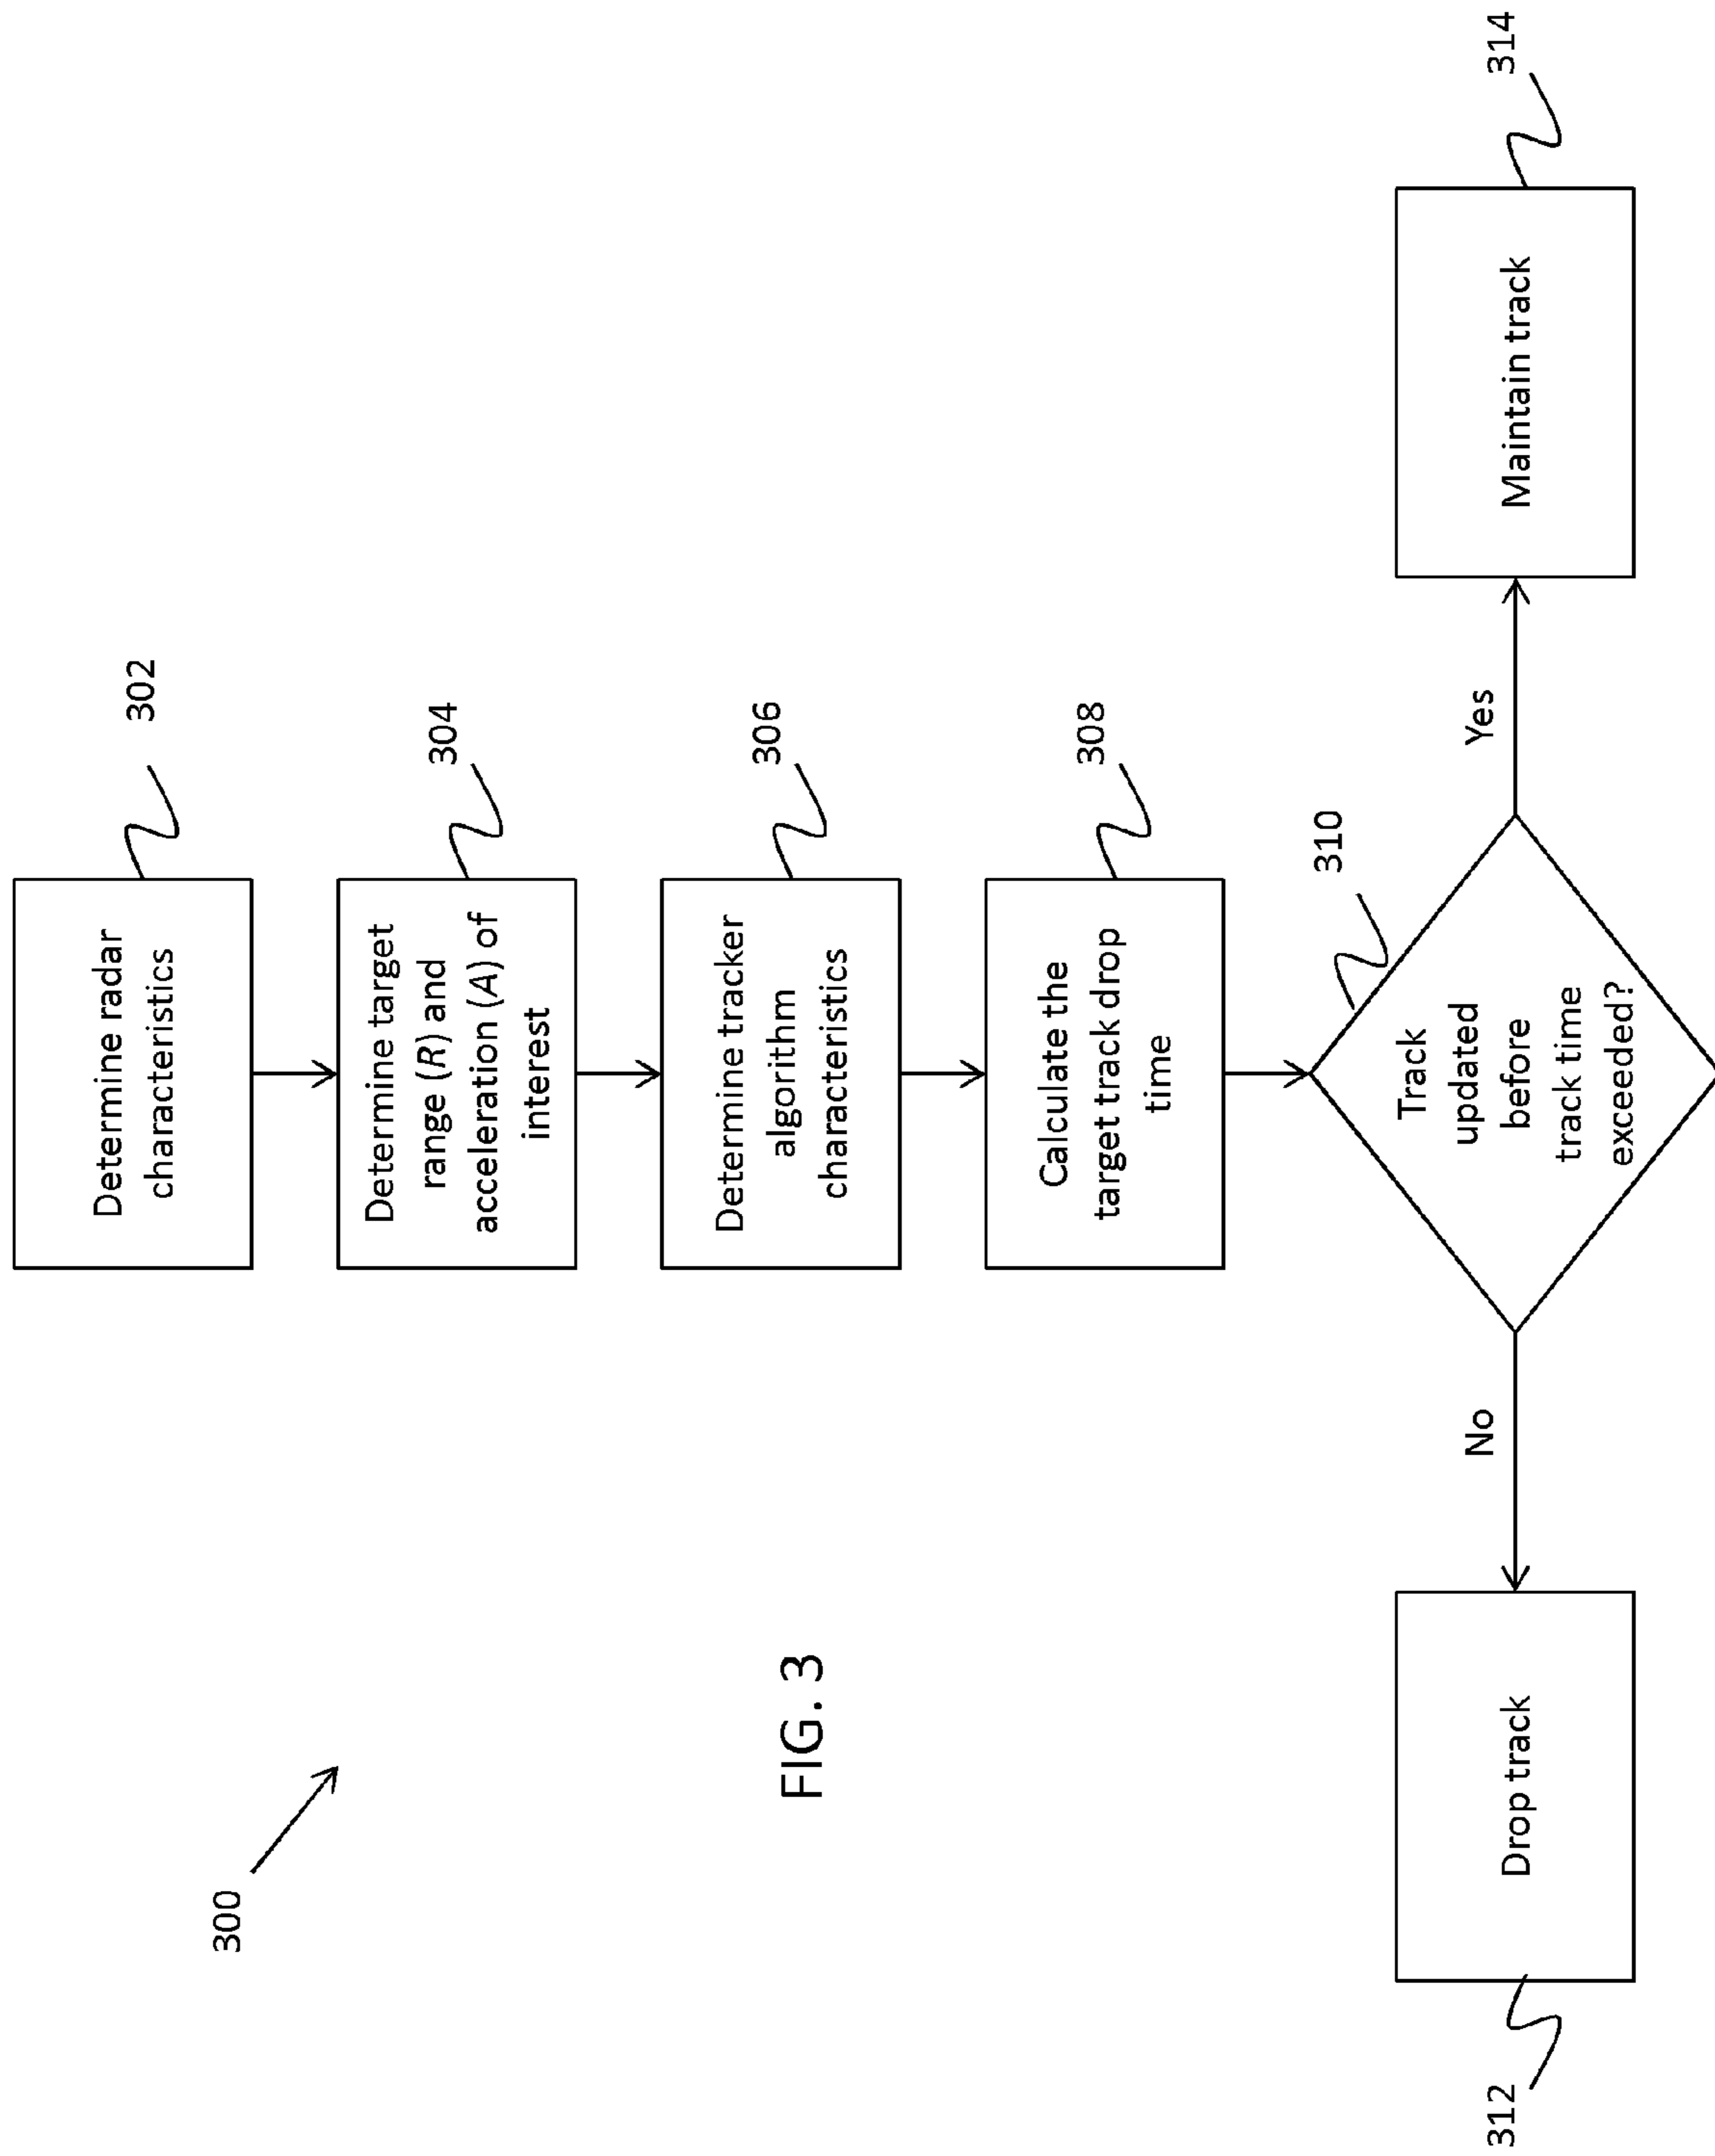 300
Determine radar
characteristics
302
Determine target
range (R) and
acceleration (A) of
interest
304
Determine tracker
algorithm
characteristics
306
Calculate the
target track drop
time
308
310
Track
updated
before
track time
exceeded?
No
Yes
Drop track
312
Maintain track
314
FIG. 3